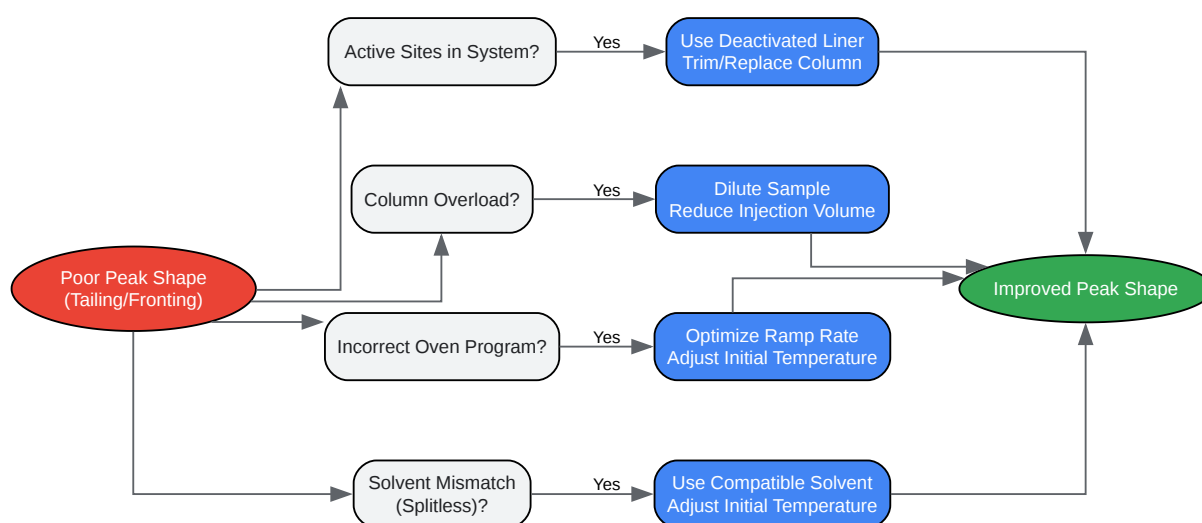 Active Sites in System?
Yes
Use Deactivated Liner
Trim/Replace Column
Column Overload?
Yes
Dilute Sample
Reduce Injection Volume
Poor Peak Shape
(Tailing/Fronting)
Improved Peak Shape
Incorrect Oven Program?
Yes
Optimize Ramp Rate
Adjust Initial Temperature
Solvent Mismatch
(Splitless)?
Yes
Use Compatible Solvent
Adjust Initial Temperature